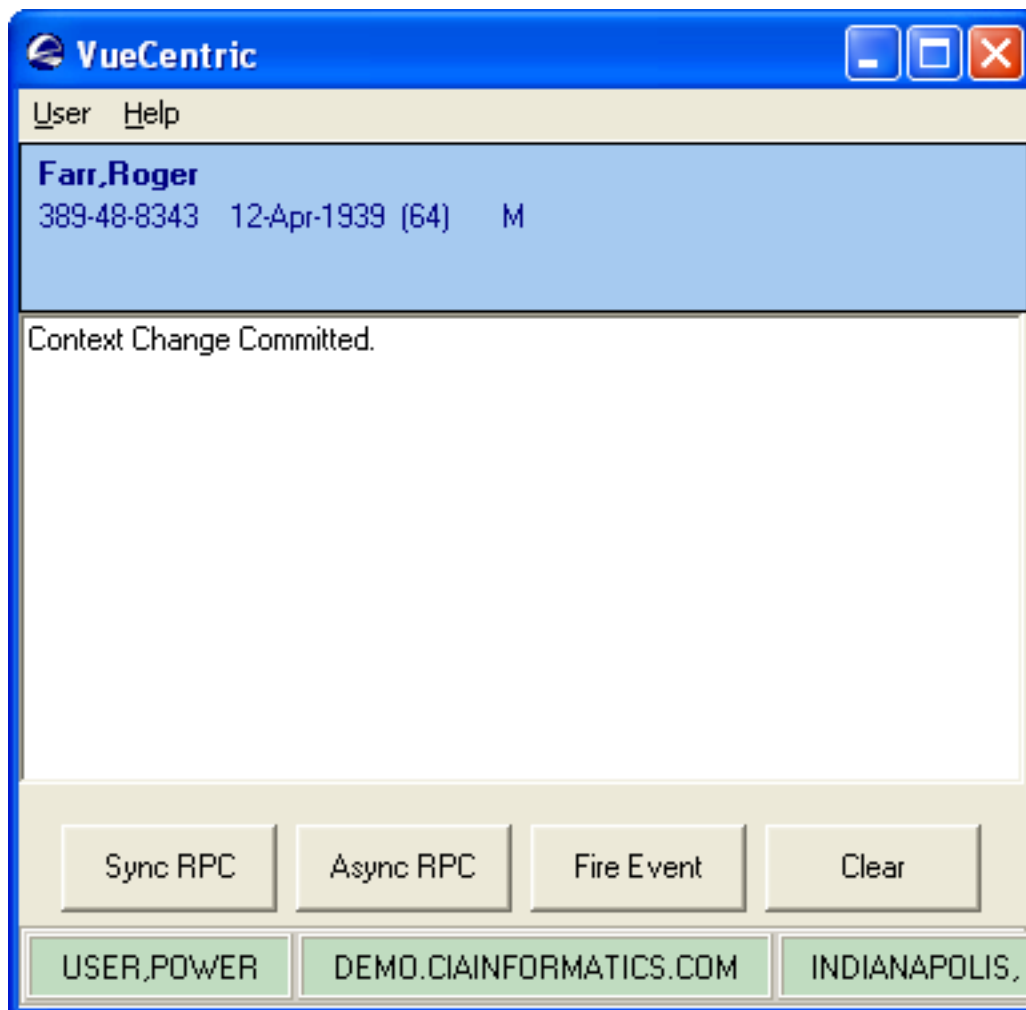 VueCentric
User Help
Farr,Roger
389-48-8343 12-Apr-1939 (64) M
Context Change Committed.
Sync RPC Async RPC Fire Event Clear
USER,POWER DEMO.CIAINFORMATICS.COM INDIANAPOLIS,